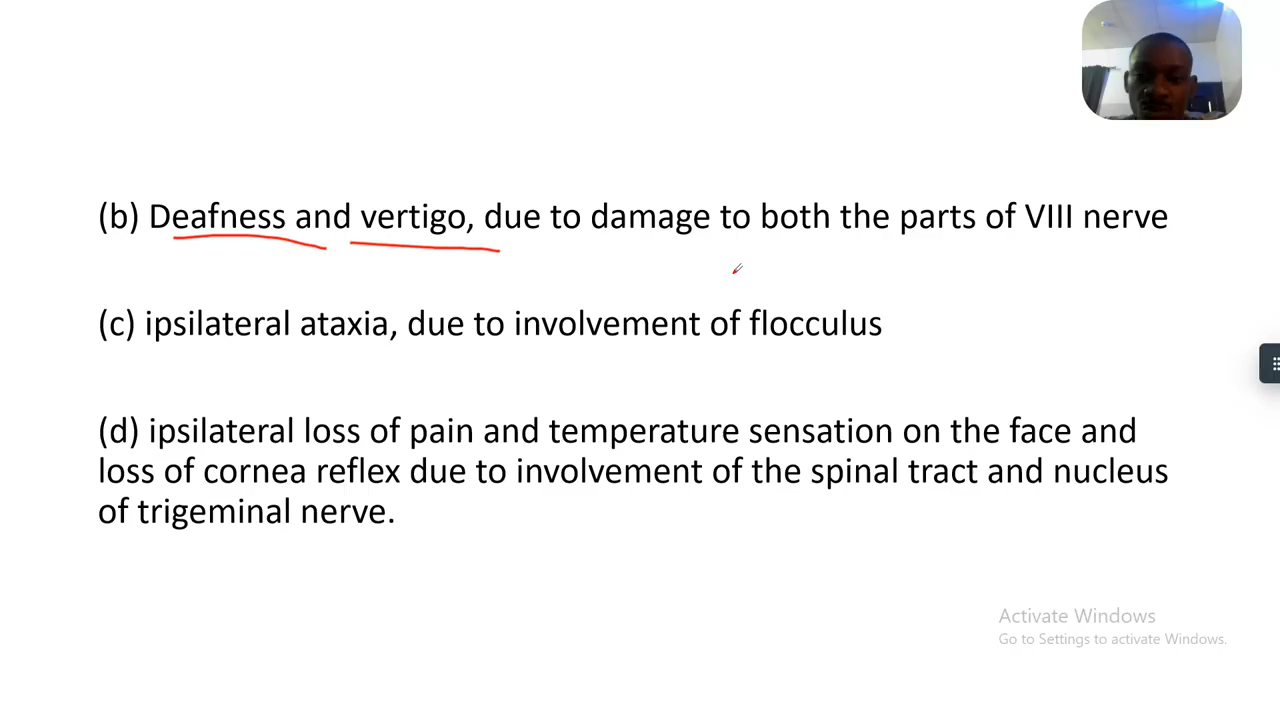 (b) Deafness and vertigo, due to damage to both the parts of VIII nerve
(c) ipsilateral ataxia, due to involvement of flocculus
(d) ipsilateral loss of pain and temperature sensation on the face and
loss of cornea reflex due to involvement of the spinal tract and nucleus
of trigeminal nerve.
Activate Windows
Go to Settings to activate Windows.